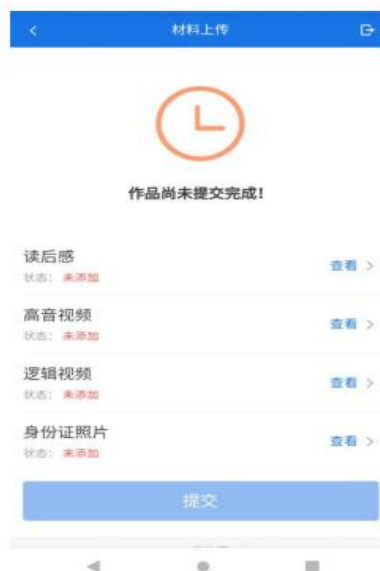 材料上传
作品尚未提交完成!
读后感
查看
状态: 未添加
高音视频
查看
状态: 未添加
逻辑视频
查看
状态: 未添加
身份证照片
查看
状态: 未添加
提交